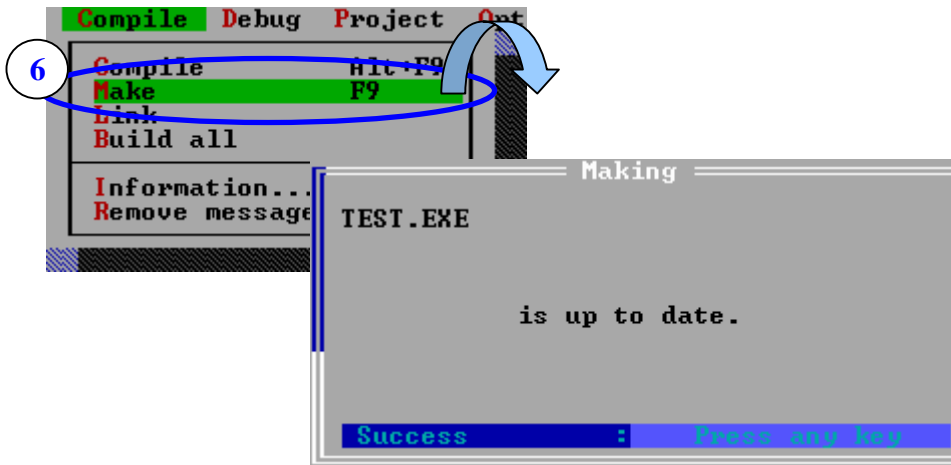 Compile Debug Project Opt
6
Compile Alt+F9
Make F9
Link
Build all
Information...
Remove message
Making
TEST.EXE
is up to date.
Success : Press any key